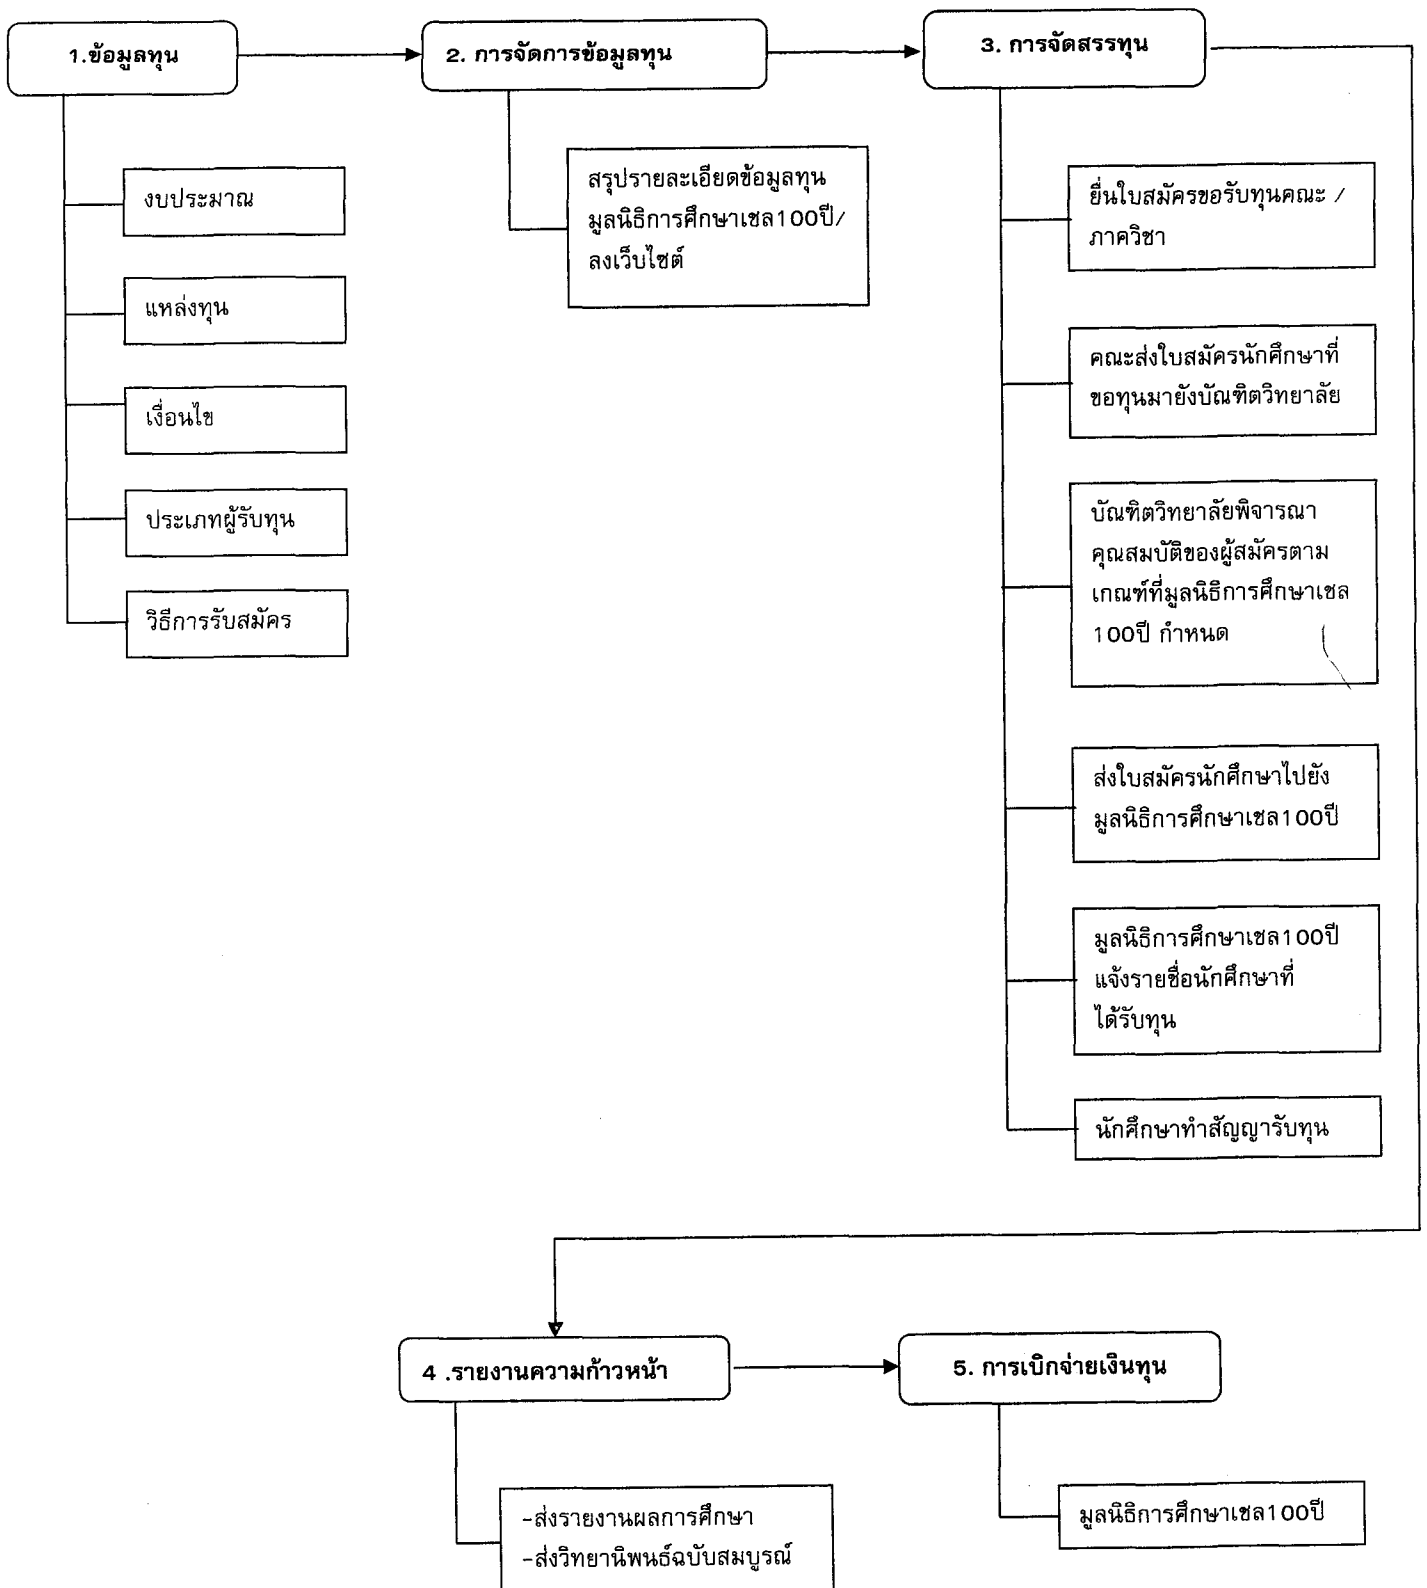 1.ข้อมูลทุน
2. การจัดการข้อมูลทุน
3. การจัดสรรทุน
งบประมาณ
แหล่งทุน
เงื่อนไข
ประเภทผู้รับทุน
วิธีการรับสมัคร
สรุปรายละเอียดข้อมูลทุน
มูลนิธิการศึกษาเชล100ปี/
ลงเว็บไซต์
ยื่นใบสมัครขอรับทุนคณะ /
ภาควิชา
คณะส่งใบสมัครนักศึกษาที่
ขอทุนมายังบัณฑิตวิทยาลัย
บัณฑิตวิทยาลัยพิจารณา
คุณสมบัติของผู้สมัครตาม
เกณฑ์ที่มูลนิธิการศึกษาเชล
100ปี กำหนด
ส่งใบสมัครนักศึกษาไปยัง
มูลนิธิการศึกษาเชล100ปี
มูลนิธิการศึกษาเชล100ปี
แจ้งรายชื่อนักศึกษาที่
ได้รับทุน
นักศึกษาทำสัญญารับทุน
4 .รายงานความก้าวหน้า
5. การเบิกจ่ายเงินทุน
-ส่งรายงานผลการศึกษา
-ส่งวิทยานิพนธ์ฉบับสมบูรณ์
มูลนิธิการศึกษาเชล100ปี